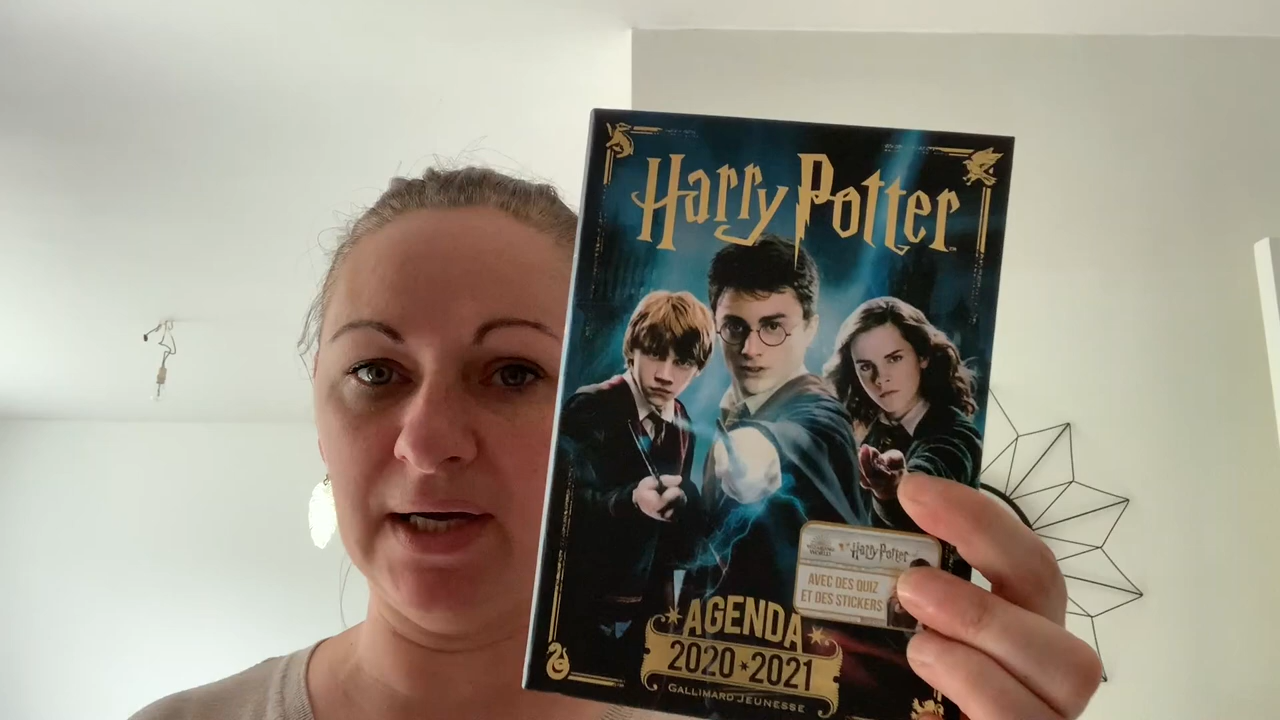 Harry Potter
Harry Potter
AVEC DES QUIZ
ET DES STICKERS
AGENDA
2020 2021
GALLIMARD JEUNESSE